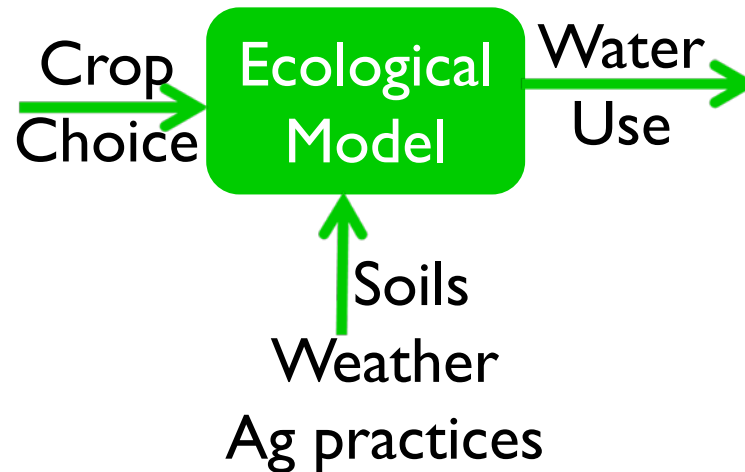 Crop
Choice
Ecological
Model
Water
Use
Soils
Weather
Ag practices